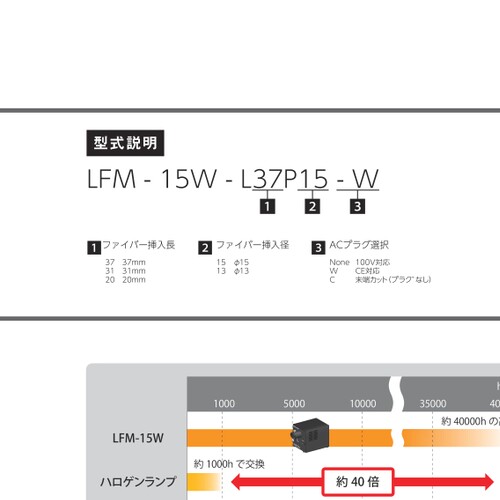 型式説明
LFM - 15W - L37P15 - W
1 2 3
1 ファイバー挿入長
37 37mm
31 31mm
20 20mm
2 ファイバー挿入径
15 φ15
13 φ13
3 ACプラグ選択
None 100V対応
W CE対応
C 末端カット(プラグなし)
1000 5000 10000 35000
LFM-15W
約 40000h の
ハロゲンランプ
約 1000h で交換
約 40 倍